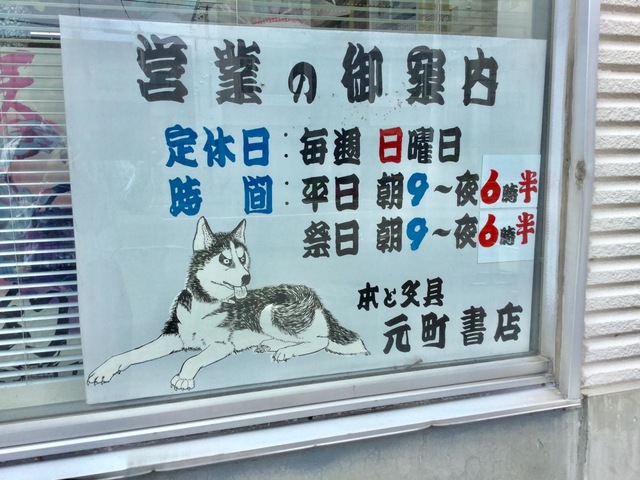 営業の御案内
定休日：毎週 日曜日
時間：平日 朝9～夜6時半
祭日 朝9～夜6時半
本と文具
元町書店